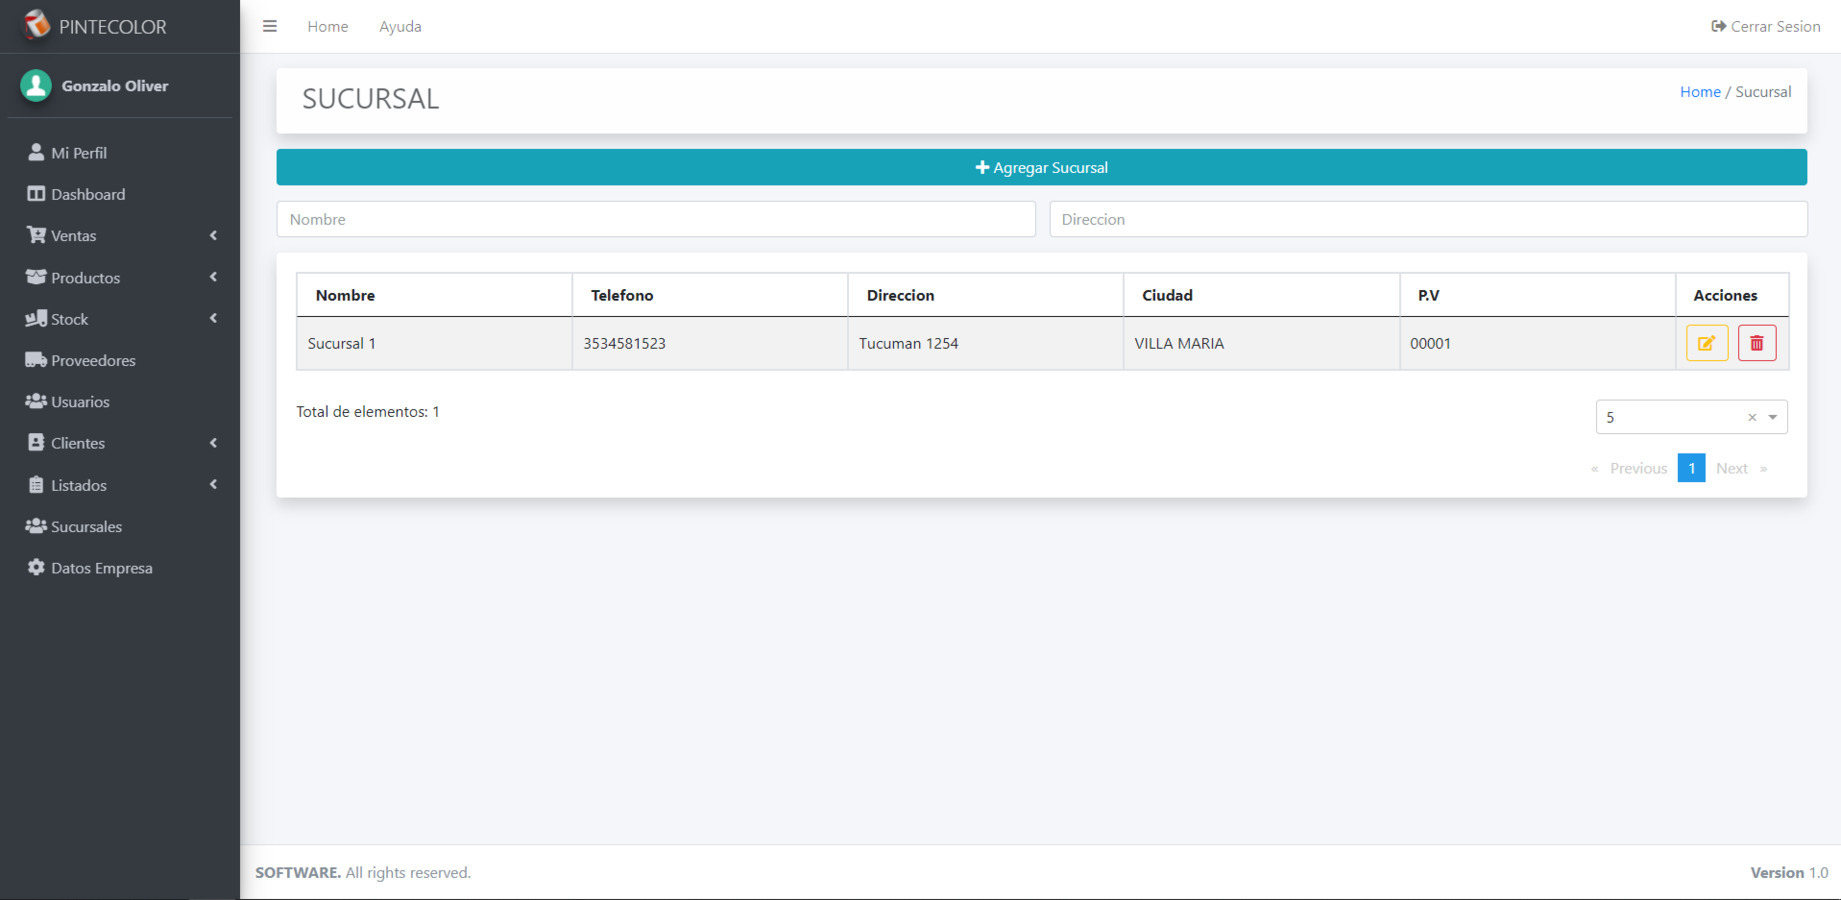 PINTECOLOR
Home Ayuda Cerrar Sesion
Gonzalo Oliver
Mi Perfil
Dashboard
Ventas
Productos
Stock
Proveedores
Usuarios
Clientes
Listados
Sucursales
Datos Empresa
SUCURSAL
Home / Sucursal
Agregar Sucursal
Nombre Direccion
Nombre Telefono Direccion Ciudad P.V Acciones
Sucursal 1 3534581523 Tucuman 1254 VILLA MARIA 00001
Total de elementos: 1
5 ×
« Previous 1 Next »
SOFTWARE. All rights reserved.
Version 1.0